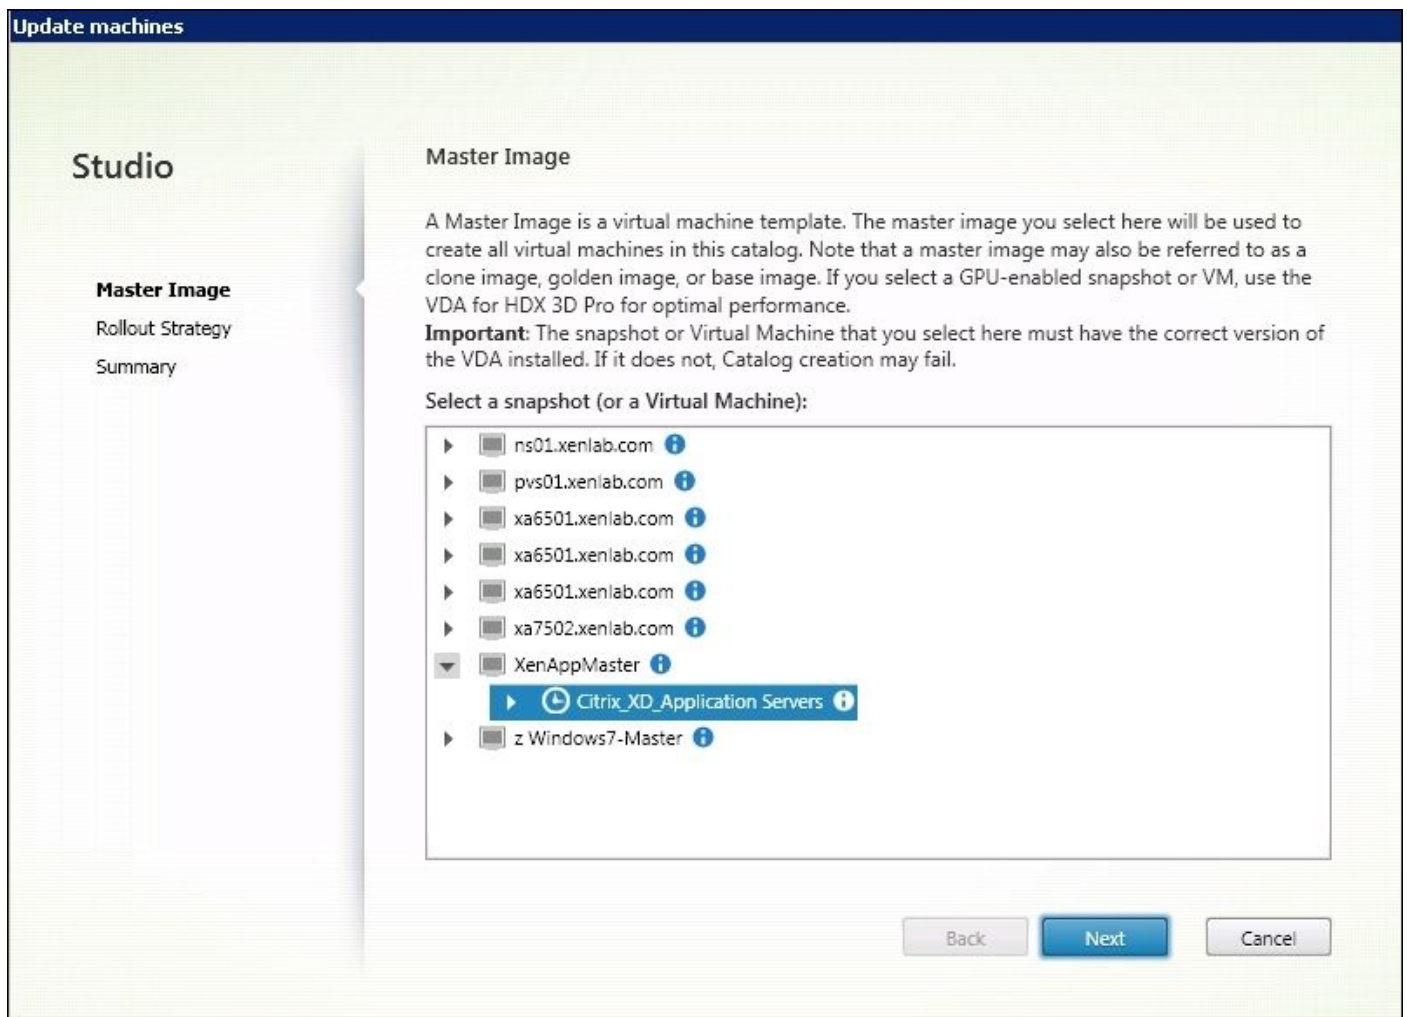 Update machines
Studio
Master Image
Rollout Strategy
Summary
Master Image
A Master Image is a virtual machine template. The master image you select here will be used to
create all virtual machines in this catalog. Note that a master image may also be referred to as a
clone image, golden image, or base image. If you select a GPU-enabled snapshot or VM, use the
VDA for HDX 3D Pro for optimal performance.
Important: The snapshot or Virtual Machine that you select here must have the correct version of
the VDA installed. If it does not, Catalog creation may fail.
Select a snapshot (or a Virtual Machine):
ns01.xenlab.com
pvs01.xenlab.com
xa6501.xenlab.com
xa6501.xenlab.com
xa6501.xenlab.com
xa7502.xenlab.com
XenAppMaster
Citrix_XD_Application Servers
z Windows7-Master
Back Next Cancel